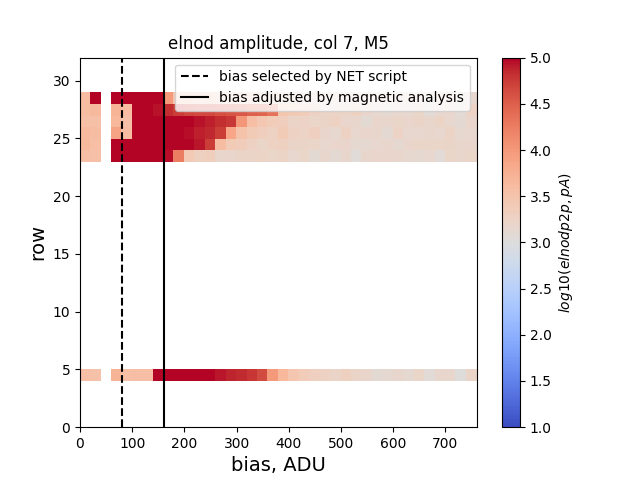 elnod amplitude, col 7, M5
bias selected by NET script
bias adjusted by magnetic analysis
row
30
25
20
15
10
5
0
0 100 200 300 400 500 600 700
bias, ADU
5.0
4.5
4.0
3.5
3.0
2.5
2.0
1.5
1.0
log10(elnodp2p, pA)